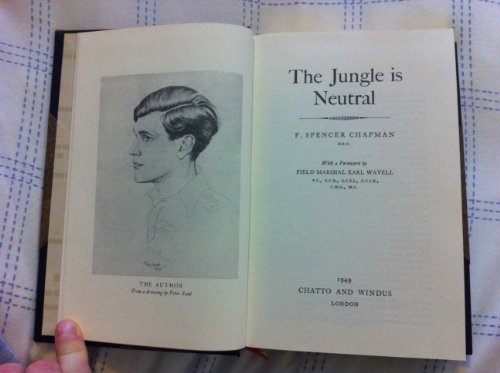 THE AUTHOR
From a drawing by Peter Scott
The Jungle is
Neutral
F. SPENCER CHAPMAN
D.S.O.
With a Foreword by
FIELD MARSHAL EARL WAVELL
P.C., G.C.B., G.C.S.I., G.C.I.E.,
C.M.G., M.C.
1949
CHATTO AND WINDUS
LONDON